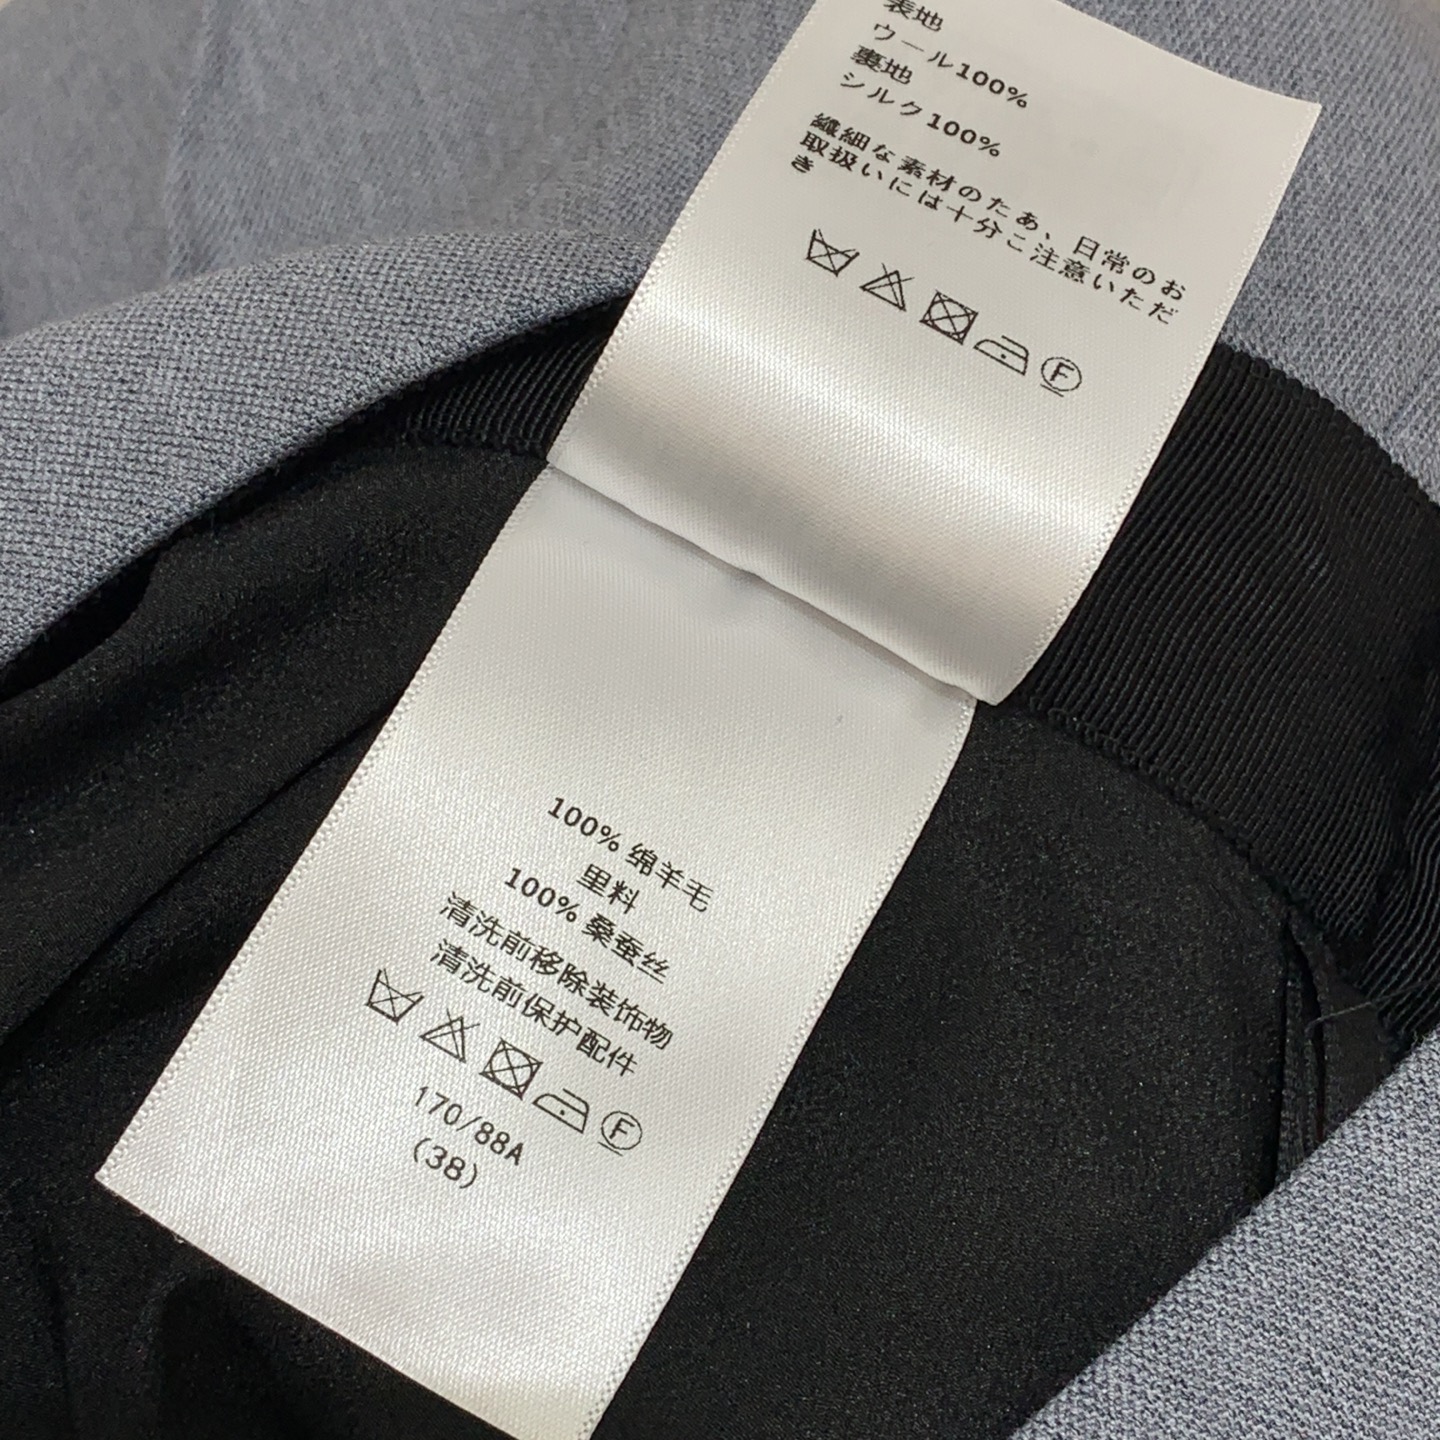 表地
ウール100%
裏地
シルク100%
繊細な素材のたあ、日常のお
取扱いには十分こ注意いただ
き
F
100% 绵羊毛
里料
100% 桑蚕丝
清洗前移除装饰物
清洗前保护配件
F
170/88A
(38)